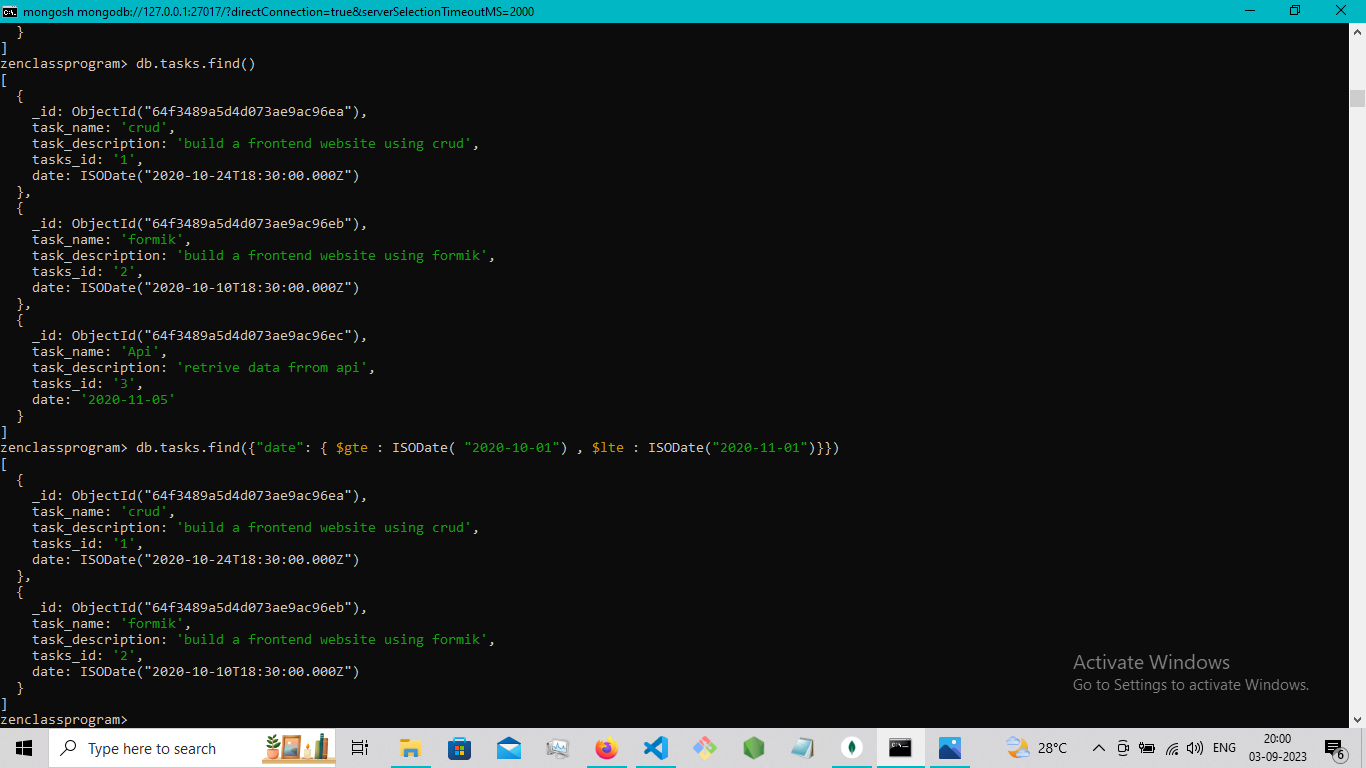 mongosh mongodb://127.0.0.1:27017/?directConnection=true&serverSelectionTimeoutMS=2000
  }
]
zenclassprogram> db.tasks.find()
[
  {
    _id: ObjectId("64f3489a5d4d073ae9ac96ea"),
    task_name: 'crud',
    task_description: 'build a frontend website using crud',
    tasks_id: '1',
    date: ISODate("2020-10-24T18:30:00.000Z")
  },
  {
    _id: ObjectId("64f3489a5d4d073ae9ac96eb"),
    task_name: 'formik',
    task_description: 'build a frontend website using formik',
    tasks_id: '2',
    date: ISODate("2020-10-10T18:30:00.000Z")
  },
  {
    _id: ObjectId("64f3489a5d4d073ae9ac96ec"),
    task_name: 'Api',
    task_description: 'retrive data frrom api',
    tasks_id: '3',
    date: '2020-11-05'
  }
]
zenclassprogram> db.tasks.find({"date": { $gte : ISODate( "2020-10-01") , $lte : ISODate("2020-11-01")}})
[
  {
    _id: ObjectId("64f3489a5d4d073ae9ac96ea"),
    task_name: 'crud',
    task_description: 'build a frontend website using crud',
    tasks_id: '1',
    date: ISODate("2020-10-24T18:30:00.000Z")
  },
  {
    _id: ObjectId("64f3489a5d4d073ae9ac96eb"),
    task_name: 'formik',
    task_description: 'build a frontend website using formik',
    tasks_id: '2',
    date: ISODate("2020-10-10T18:30:00.000Z")
  }
]
zenclassprogram>
Activate Windows
Go to Settings to activate Windows.
Type here to search
28°C
ENG
20:00
03-09-2023
6